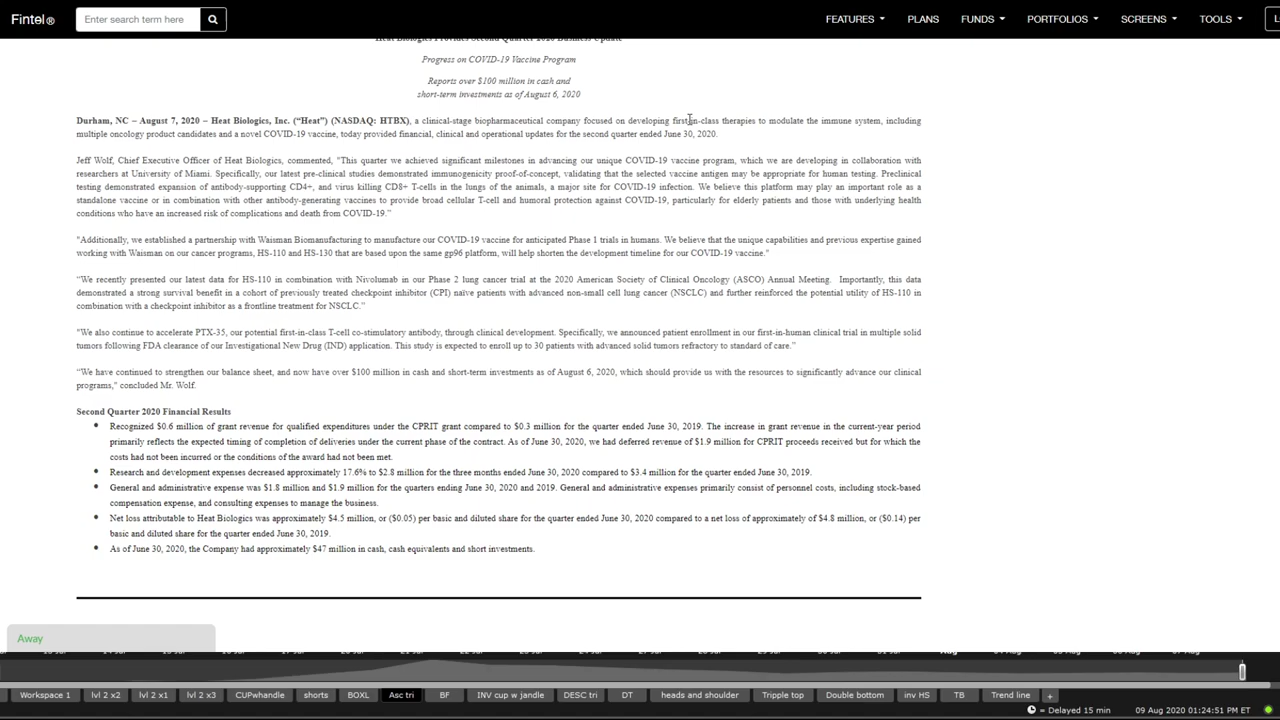 Fintel®
Enter search term here
FEATURES
PLANS
FUNDS
PORTFOLIOS
SCREENS
TOOLS
L
Heat Biologics Provides Second Quarter 2020 Business Update
Progress on COVID-19 Vaccine Program
Reports over $100 million in cash and
short-term investments as of August 6, 2020
Durham, NC – August 7, 2020 – Heat Biologics, Inc. (“Heat”) (NASDAQ: HTBX), a clinical-stage biopharmaceutical company focused on developing first-in-class therapies to modulate the immune system, including
multiple oncology product candidates and a novel COVID-19 vaccine, today provided financial, clinical and operational updates for the second quarter ended June 30, 2020.
Jeff Wolf, Chief Executive Officer of Heat Biologics, commented, "This quarter we achieved significant milestones in advancing our unique COVID-19 vaccine program, which we are developing in collaboration with
researchers at University of Miami. Specifically, our latest pre-clinical studies demonstrated immunogenicity proof-of-concept, validating that the selected vaccine antigen may be appropriate for human testing. Preclinical
testing demonstrated expansion of antibody-supporting CD4+, and virus killing CD8+ T-cells in the lungs of the animals, a major site for COVID-19 infection. We believe this platform may play an important role as a
standalone vaccine or in combination with other antibody-generating vaccines to provide broad cellular T-cell and humoral protection against COVID-19, particularly for elderly patients and those with underlying health
conditions who have an increased risk of complications and death from COVID-19.”
"Additionally, we established a partnership with Waisman Biomanufacturing to manufacture our COVID-19 vaccine for anticipated Phase 1 trials in humans. We believe that the unique capabilities and previous expertise gained
working with Waisman on our cancer programs, HS-110 and HS-130 that are based upon the same gp96 platform, will help shorten the development timeline for our COVID-19 vaccine."
“We recently presented our latest data for HS-110 in combination with Nivolumab in our Phase 2 lung cancer trial at the 2020 American Society of Clinical Oncology (ASCO) Annual Meeting. Importantly, this data
demonstrated a strong survival benefit in a cohort of previously treated checkpoint inhibitor (CPI) naïve patients with advanced non-small cell lung cancer (NSCLC) and further reinforced the potential utility of HS-110 in
combination with a checkpoint inhibitor as a frontline treatment for NSCLC.”
"We also continue to accelerate PTX-35, our potential first-in-class T-cell co-stimulatory antibody, through clinical development. Specifically, we announced patient enrollment in our first-in-human clinical trial in multiple solid
tumors following FDA clearance of our Investigational New Drug (IND) application. This study is expected to enroll up to 30 patients with advanced solid tumors refractory to standard of care.”
“We have continued to strengthen our balance sheet, and now have over $100 million in cash and short-term investments as of August 6, 2020, which should provide us with the resources to significantly advance our clinical
programs," concluded Mr. Wolf.
Second Quarter 2020 Financial Results
• Recognized $0.6 million of grant revenue for qualified expenditures under the CPRIT grant compared to $0.3 million for the quarter ended June 30, 2019. The increase in grant revenue in the current-year period
primarily reflects the expected timing of completion of deliveries under the current phase of the contract. As of June 30, 2020, we had deferred revenue of $1.9 million for CPRIT proceeds received but for which the
costs had not been incurred or the conditions of the award had not been met.
• Research and development expenses decreased approximately 17.6% to $2.8 million for the three months ended June 30, 2020 compared to $3.4 million for the quarter ended June 30, 2019.
• General and administrative expense was $1.8 million and $1.9 million for the quarters ending June 30, 2020 and 2019. General and administrative expenses primarily consist of personnel costs, including stock-based
compensation expense, and consulting expenses to manage the business.
• Net loss attributable to Heat Biologics was approximately $4.5 million, or ($0.05) per basic and diluted share for the quarter ended June 30, 2020 compared to a net loss of approximately of $4.8 million, or ($0.14) per
basic and diluted share for the quarter ended June 30, 2019.
• As of June 30, 2020, the Company had approximately $47 million in cash, cash equivalents and short investments.
Away
Workspace 1
lvl 2 x2
lvl 2 x1
lvl 2 x3
CUPwhandle
shorts
BOXL
Asc tri
BF
INV cup w jandle
DESC tri
DT
heads and shoulder
Tripple top
Double bottom
inv HS
TB
Trend line
+
= Delayed 15 min
09 Aug 2020 01:24:51 PM ET